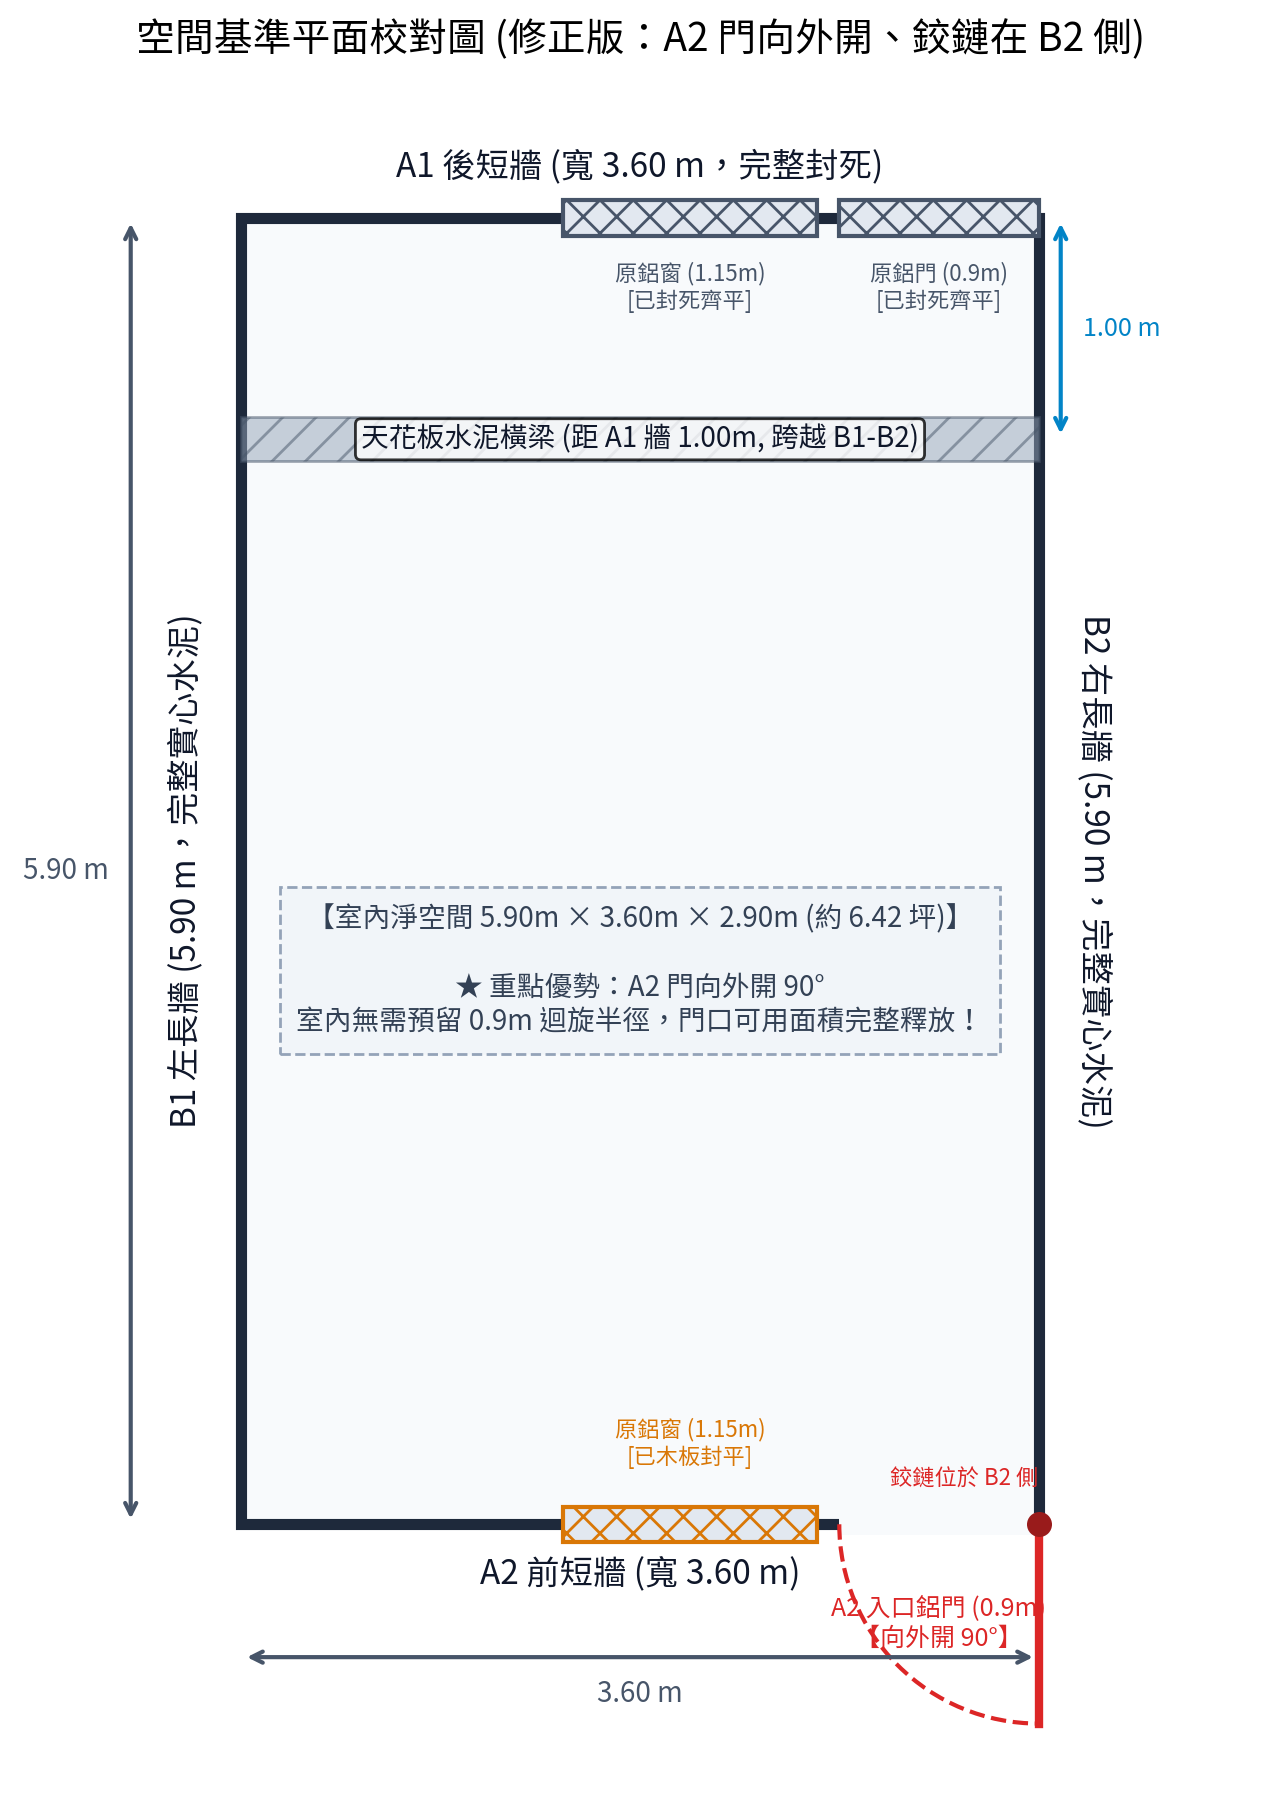 空間基準平面校對圖 (修正版：A2 門向外開、鉸鏈在 B2 側)
A1 後短牆 (寬 3.60 m，完整封死)
原鋁窗 (1.15m)
[已封死齊平]
原鋁門 (0.9m)
[已封死齊平]
1.00 m
天花板水泥橫梁 (距 A1 牆 1.00m, 跨越 B1-B2)
B1 左長牆 (5.90 m，完整實心水泥)
B2 右長牆 (5.90 m，完整實心水泥)
5.90 m
【室內淨空間 5.90m × 3.60m × 2.90m (約 6.42 坪)】
★ 重點優勢：A2 門向外開 90°
室內無需預留 0.9m 迴旋半徑，門口可用面積完整釋放！
原鋁窗 (1.15m)
[已木板封平]
鉸鏈位於 B2 側
A2 前短牆 (寬 3.60 m)
A2 入口鋁門 (0.9m)
【向外開 90°】
3.60 m